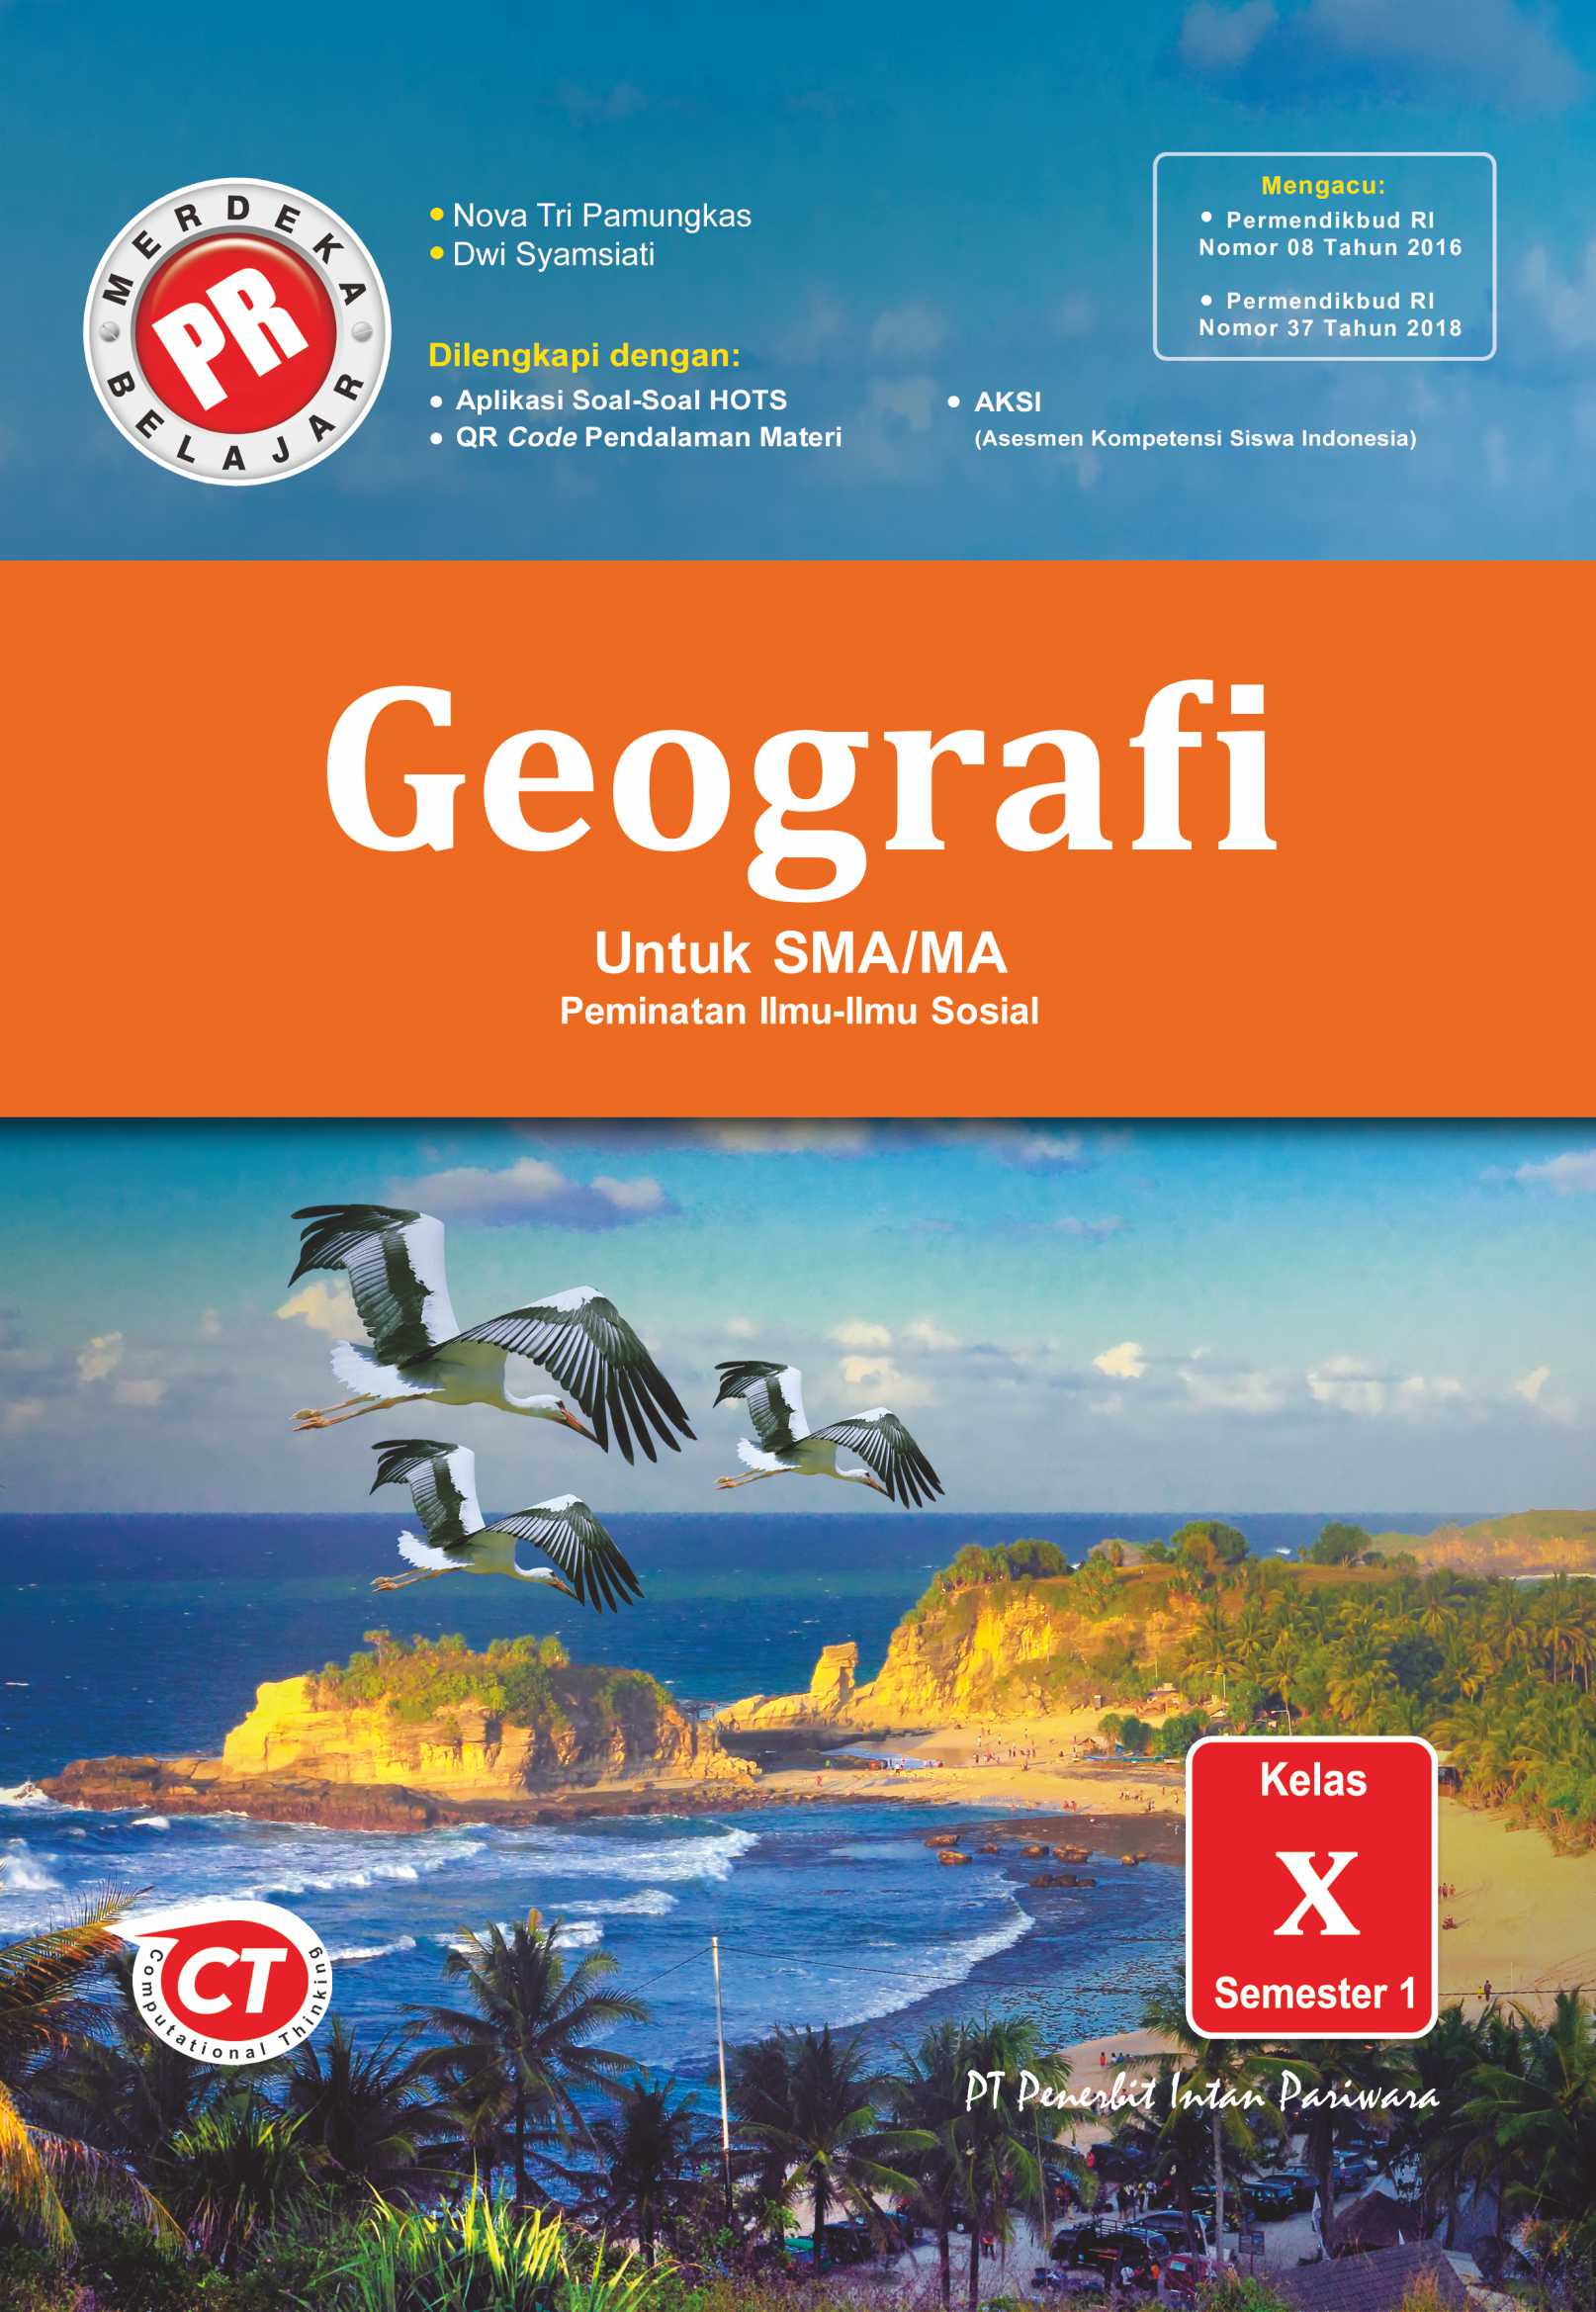 MERDEKA
PR
BELAJAR
• Nova Tri Pamungkas
• Dwi Syamsiati
Dilengkapi dengan:
• Aplikasi Soal-Soal HOTS
• QR Code Pendalaman Materi
• AKSI
(Asesmen Kompetensi Siswa Indonesia)
Mengacu:
• Permendikbud RI
Nomor 08 Tahun 2016
• Permendikbud RI
Nomor 37 Tahun 2018
Geografi
Untuk SMA/MA
Peminatan Ilmu-Ilmu Sosial
Kelas
X
Semester 1
CT
Computational Thinking
PT Penerbit Intan Pariwara